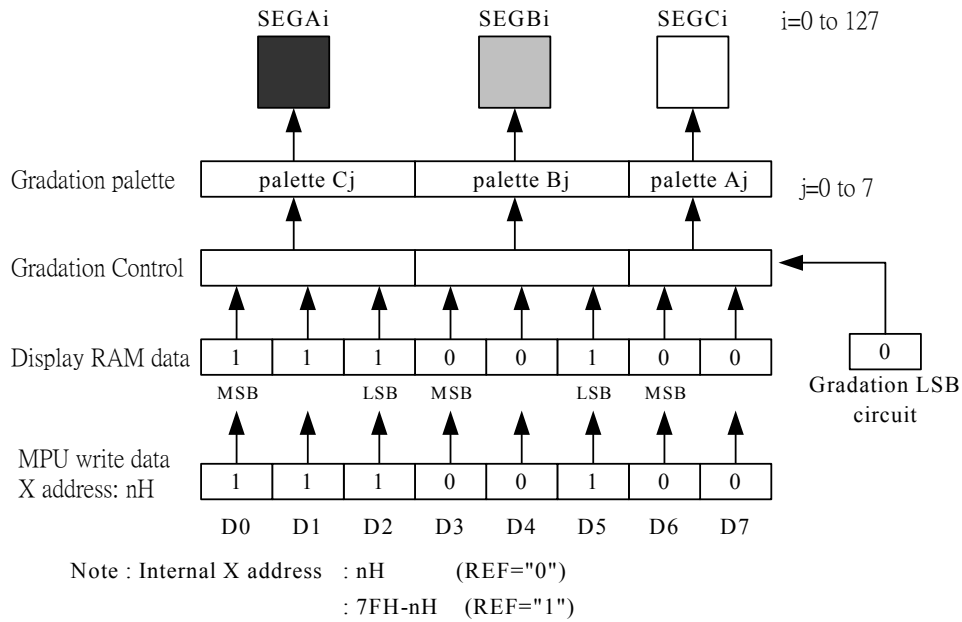 SEGAi SEGBi SEGCi i=0 to 127
Gradation palette palette Cj palette Bj palette Aj j=0 to 7
Gradation Control
Display RAM data 1 1 1 0 0 1 0 0 0
MSB LSB MSB LSB MSB Gradation LSB
circuit
MPU write data
X address: nH 1 1 1 0 0 1 0 0
D0 D1 D2 D3 D4 D5 D6 D7
Note : Internal X address : nH (REF="0")
: 7FH-nH (REF="1")